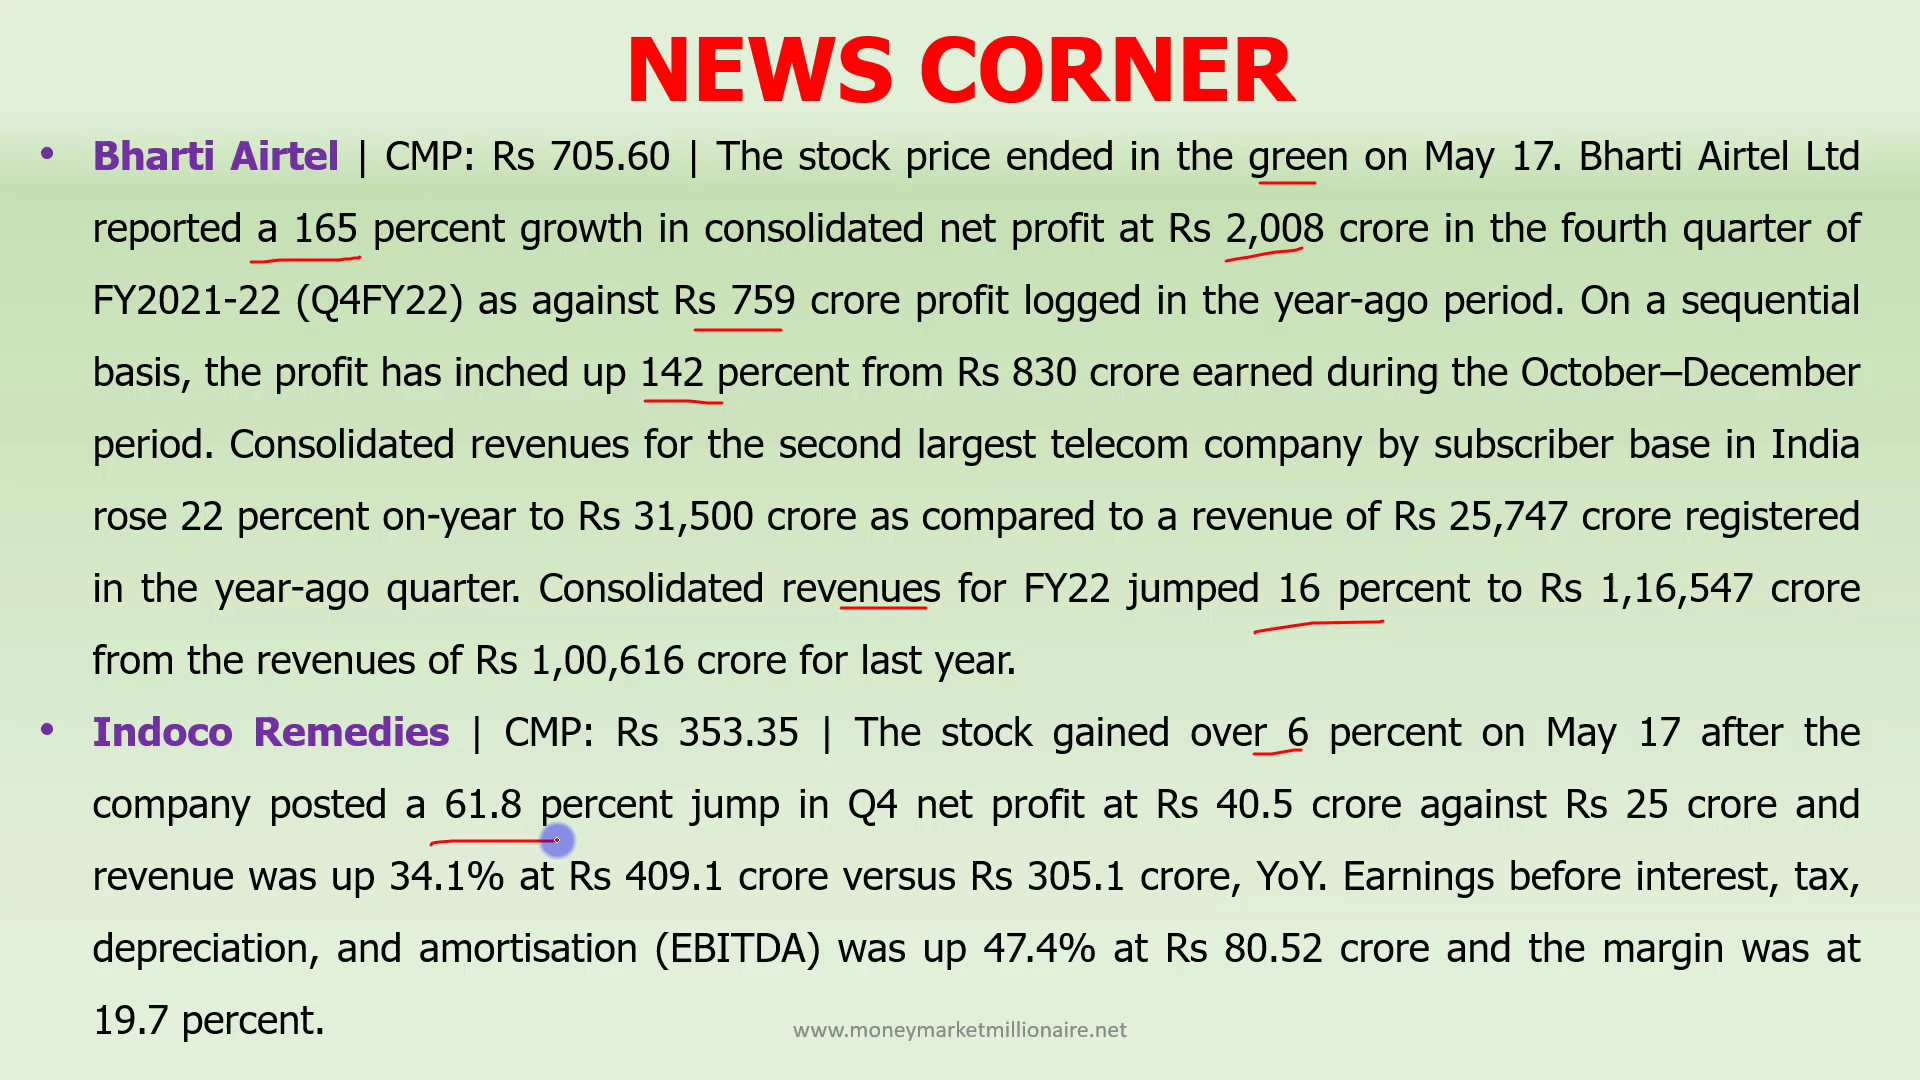 NEWS CORNER
• Bharti Airtel | CMP: Rs 705.60 | The stock price ended in the green on May 17. Bharti Airtel Ltd
reported a 165 percent growth in consolidated net profit at Rs 2,008 crore in the fourth quarter of
FY2021-22 (Q4FY22) as against Rs 759 crore profit logged in the year-ago period. On a sequential
basis, the profit has inched up 142 percent from Rs 830 crore earned during the October–December
period. Consolidated revenues for the second largest telecom company by subscriber base in India
rose 22 percent on-year to Rs 31,500 crore as compared to a revenue of Rs 25,747 crore registered
in the year-ago quarter. Consolidated revenues for FY22 jumped 16 percent to Rs 1,16,547 crore
from the revenues of Rs 1,00,616 crore for last year.
• Indoco Remedies | CMP: Rs 353.35 | The stock gained over 6 percent on May 17 after the
company posted a 61.8 percent jump in Q4 net profit at Rs 40.5 crore against Rs 25 crore and
revenue was up 34.1% at Rs 409.1 crore versus Rs 305.1 crore, YoY. Earnings before interest, tax,
depreciation, and amortisation (EBITDA) was up 47.4% at Rs 80.52 crore and the margin was at
19.7 percent.
www.moneymarketmillionaire.net